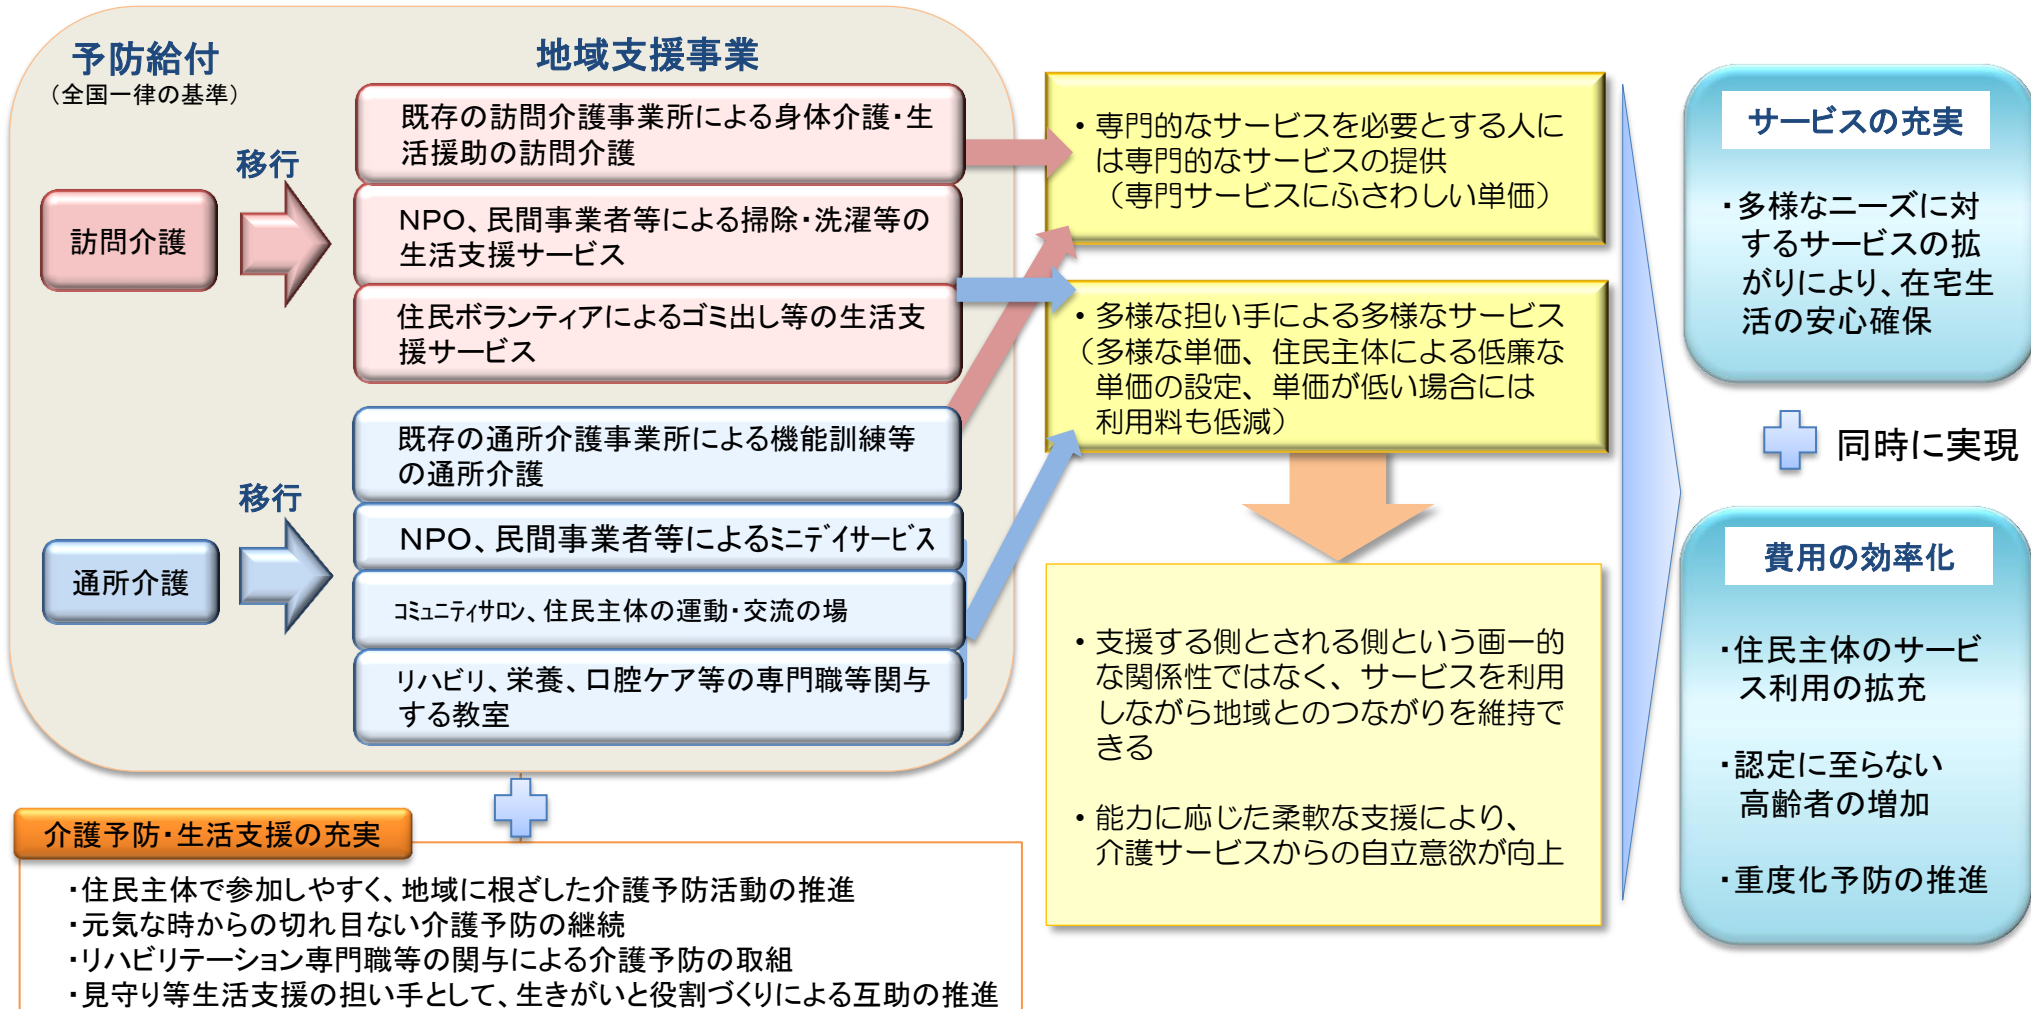 予防給付
(全国一律の基準)
地域支援事業
移行
訪問介護
既存の訪問介護事業所による身体介護・生
活援助の訪問介護
NPO、民間事業者等による掃除・洗濯等の
生活支援サービス
住民ボランティアによるゴミ出し等の生活支
援サービス
移行
通所介護
既存の通所介護事業所による機能訓練等
の通所介護
NPO、民間事業者等によるミニデイサービス
コミュニティサロン、住民主体の運動・交流の場
リハビリ、栄養、口腔ケア等の専門職等関与
する教室
介護予防・生活支援の充実
・住民主体で参加しやすく、地域に根ざした介護予防活動の推進
・元気な時からの切れ目ない介護予防の継続
・リハビリテーション専門職等の関与による介護予防の取組
・見守り等生活支援の担い手として、生きがいと役割づくりによる互助の推進
・専門的なサービスを必要とする人に
は専門的なサービスの提供
(専門サービスにふさわしい単価)
・多様な担い手による多様なサービス
(多様な単価、住民主体による低廉な
単価の設定、単価が低い場合には
利用料も低減)
・支援する側とされる側という画一的
な関係性ではなく、サービスを利用
しながら地域とのつながりを維持で
きる
・能力に応じた柔軟な支援により、
介護サービスからの自立意欲が向上
サービスの充実
・多様なニーズに対
するサービスの拡
がりにより、在宅生
活の安心確保
同時に実現
費用の効率化
・住民主体のサービ
ス利用の拡充
・認定に至らない
高齢者の増加
・重度化予防の推進